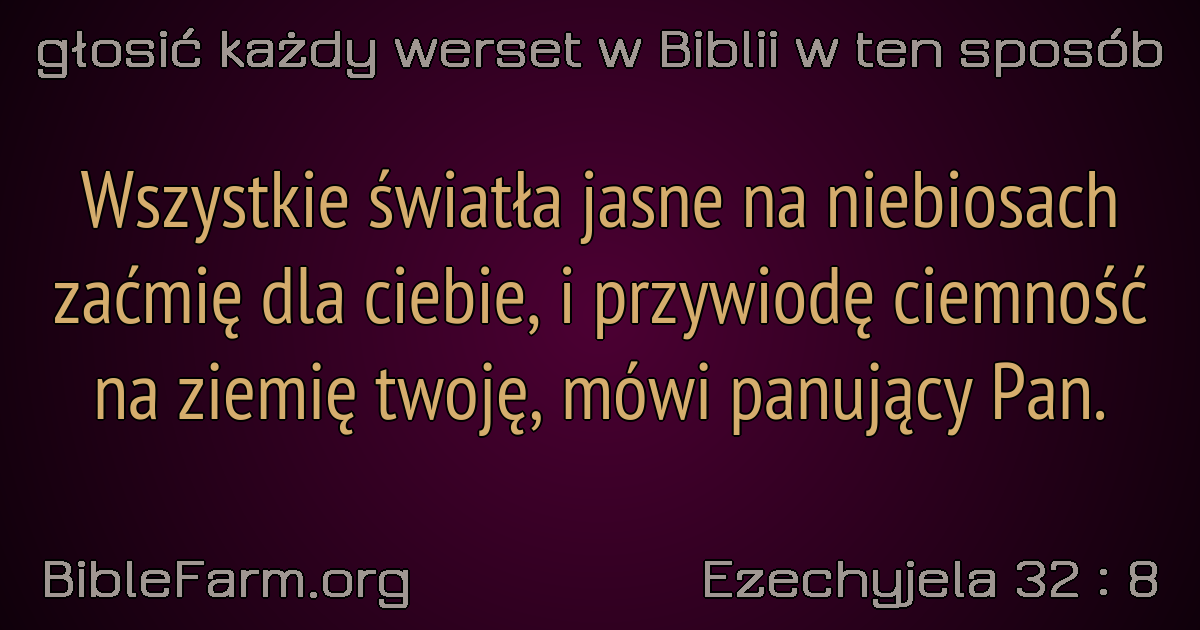 głosić każdy werset w Biblii w ten sposób
Wszystkie światła jasne na niebiosach
zaćmię dla ciebie, i przywiodę ciemność
na ziemię twoję, mówi panujący Pan.
BibleFarm.org
Ezechyjela 32 : 8